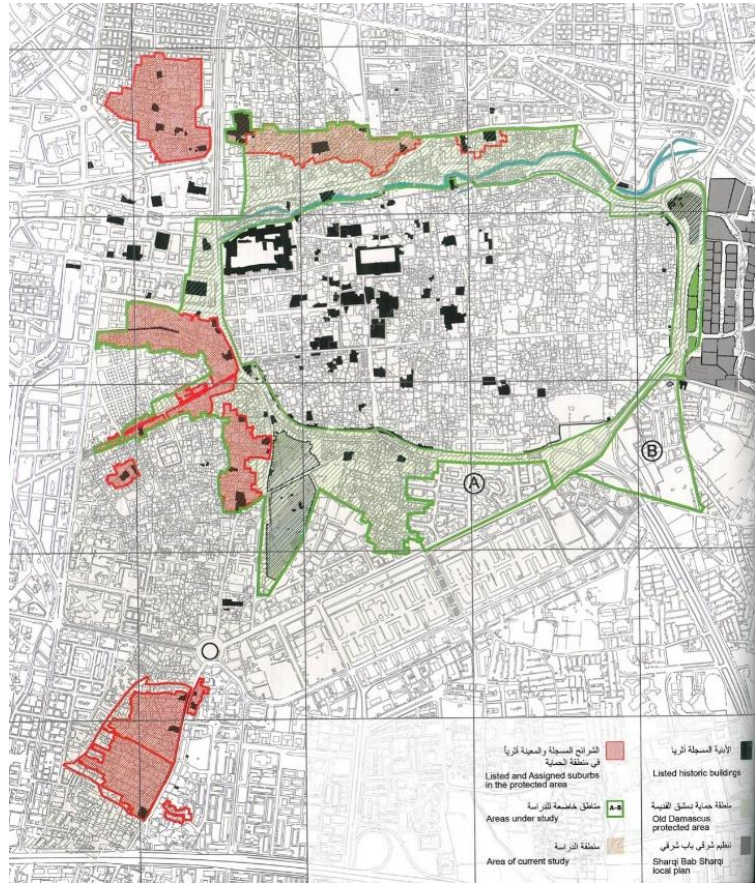 A
B
الشرائح المسجلة والمعينة أثرياً
في منطقة الحماية
Listed and Assigned suburbs
in the protected area
الأبنية المسجلة أثريا
Listed historic buildings
A-B
مناطق خاضعة للدراسة
Areas under study
منطقة حماية دمشق القديمة
Old Damascus
protected area
منطقة الدراسة
Area of current study
تنظيم شرقي باب شرقي
Sharqi Bab Sharqi
local plan